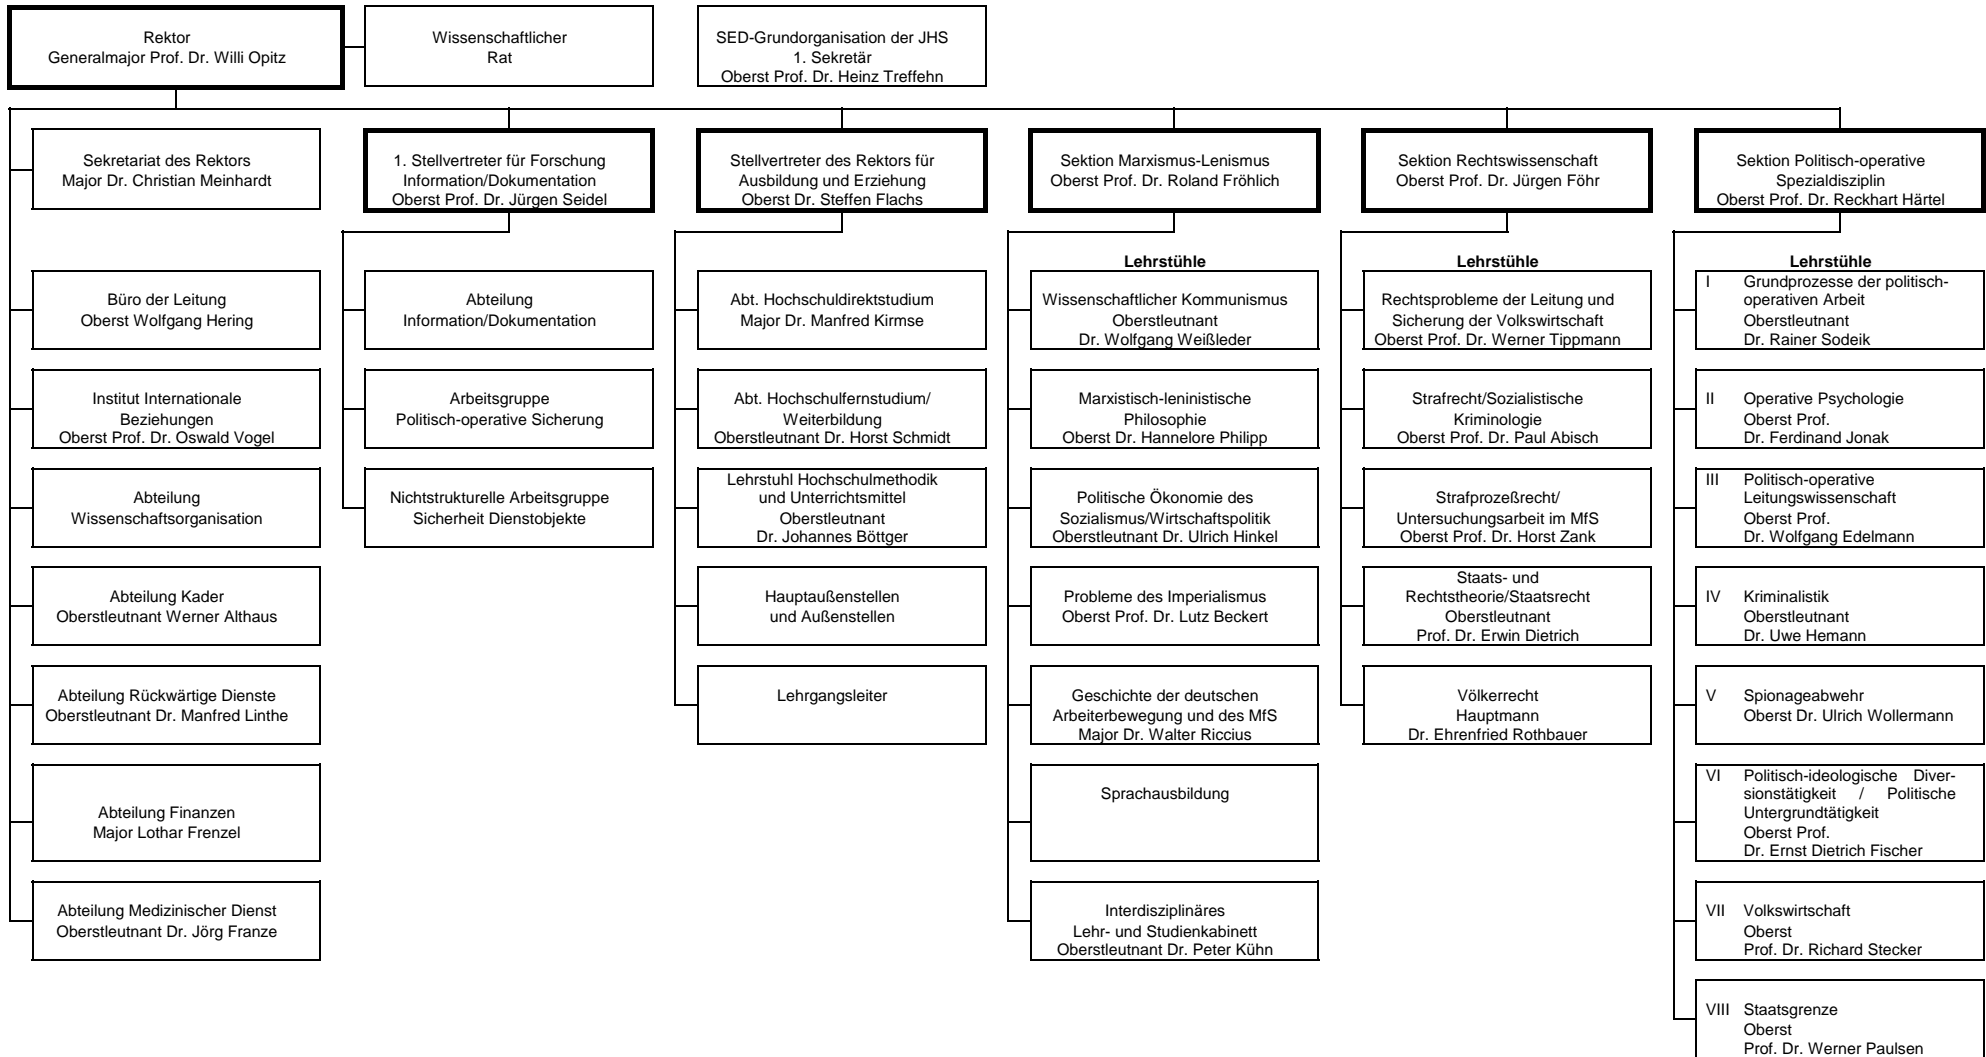 Rektor
Generalmajor Prof. Dr. Willi Opitz
Wissenschaftlicher
Rat
SED-Grundorganisation der JHS
1. Sekretär
Oberst Prof. Dr. Heinz Treffehn
Sekretariat des Rektors
Major Dr. Christian Meinhardt
Büro der Leitung
Oberst Wolfgang Hering
Institut Internationale
Beziehungen
Oberst Prof. Dr. Oswald Vogel
Abteilung
Wissenschaftsorganisation
Abteilung Kader
Oberstleutnant Werner Althaus
Abteilung Rückwärtige Dienste
Oberstleutnant Dr. Manfred Linthe
Abteilung Finanzen
Major Lothar Frenzel
Abteilung Medizinischer Dienst
Oberstleutnant Dr. Jörg Franze
1. Stellvertreter für Forschung
Information/Dokumentation
Oberst Prof. Dr. Jürgen Seidel
Abteilung
Information/Dokumentation
Arbeitsgruppe
Politisch-operative Sicherung
Nichtstrukturelle Arbeitsgruppe
Sicherheit Dienstobjekte
Stellvertreter des Rektors für
Ausbildung und Erziehung
Oberst Dr. Steffen Flachs
Abt. Hochschuldirektstudium
Major Dr. Manfred Kirmse
Abt. Hochschulfernstudium/
Weiterbildung
Oberstleutnant Dr. Horst Schmidt
Lehrstuhl Hochschulmethodik
und Unterrichtsmittel
Oberstleutnant
Dr. Johannes Böttger
Hauptaußenstellen
und Außenstellen
Lehrgangsleiter
Sektion Marxismus-Lenismus
Oberst Prof. Dr. Roland Fröhlich
Lehrstühle
Wissenschaftlicher Kommunismus
Oberstleutnant
Dr. Wolfgang Weißleder
Marxistisch-leninistische
Philosophie
Oberst Dr. Hannelore Philipp
Politische Ökonomie des
Sozialismus/Wirtschaftspolitik
Oberstleutnant Dr. Ulrich Hinkel
Probleme des Imperialismus
Oberst Prof. Dr. Lutz Beckert
Geschichte der deutschen
Arbeiterbewegung und des MfS
Major Dr. Walter Riccius
Sprachausbildung
Interdisziplinäres
Lehr- und Studienkabinett
Oberstleutnant Dr. Peter Kühn
Sektion Rechtswissenschaft
Oberst Prof. Dr. Jürgen Föhr
Lehrstühle
Rechtsprobleme der Leitung und
Sicherung der Volkswirtschaft
Oberst Prof. Dr. Werner Tippmann
Strafrecht/Sozialistische
Kriminologie
Oberst Prof. Dr. Paul Abisch
Strafprozeßrecht/
Untersuchungsarbeit im MfS
Oberst Prof. Dr. Horst Zank
Staats- und
Rechtstheorie/Staatsrecht
Oberstleutnant
Prof. Dr. Erwin Dietrich
Völkerrecht
Hauptmann
Dr. Ehrenfried Rothbauer
Sektion Politisch-operative
Spezialdisziplin
Oberst Prof. Dr. Reckhart Härtel
Lehrstühle
I Grundprozesse der politisch-
operativen Arbeit
Oberstleutnant
Dr. Rainer Sodeik
II Operative Psychologie
Oberst Prof.
Dr. Ferdinand Jonak
III Politisch-operative
Leitungswissenschaft
Oberst Prof.
Dr. Wolfgang Edelmann
IV Kriminalistik
Oberstleutnant
Dr. Uwe Hemann
V Spionageabwehr
Oberst Dr. Ulrich Wollermann
VI Politisch-ideologische Diver-
sionstätigkeit / Politische
Untergrundtätigkeit
Oberst Prof.
Dr. Ernst Dietrich Fischer
VII Volkswirtschaft
Oberst
Prof. Dr. Richard Stecker
VIII Staatsgrenze
Oberst
Prof. Dr. Werner Paulsen